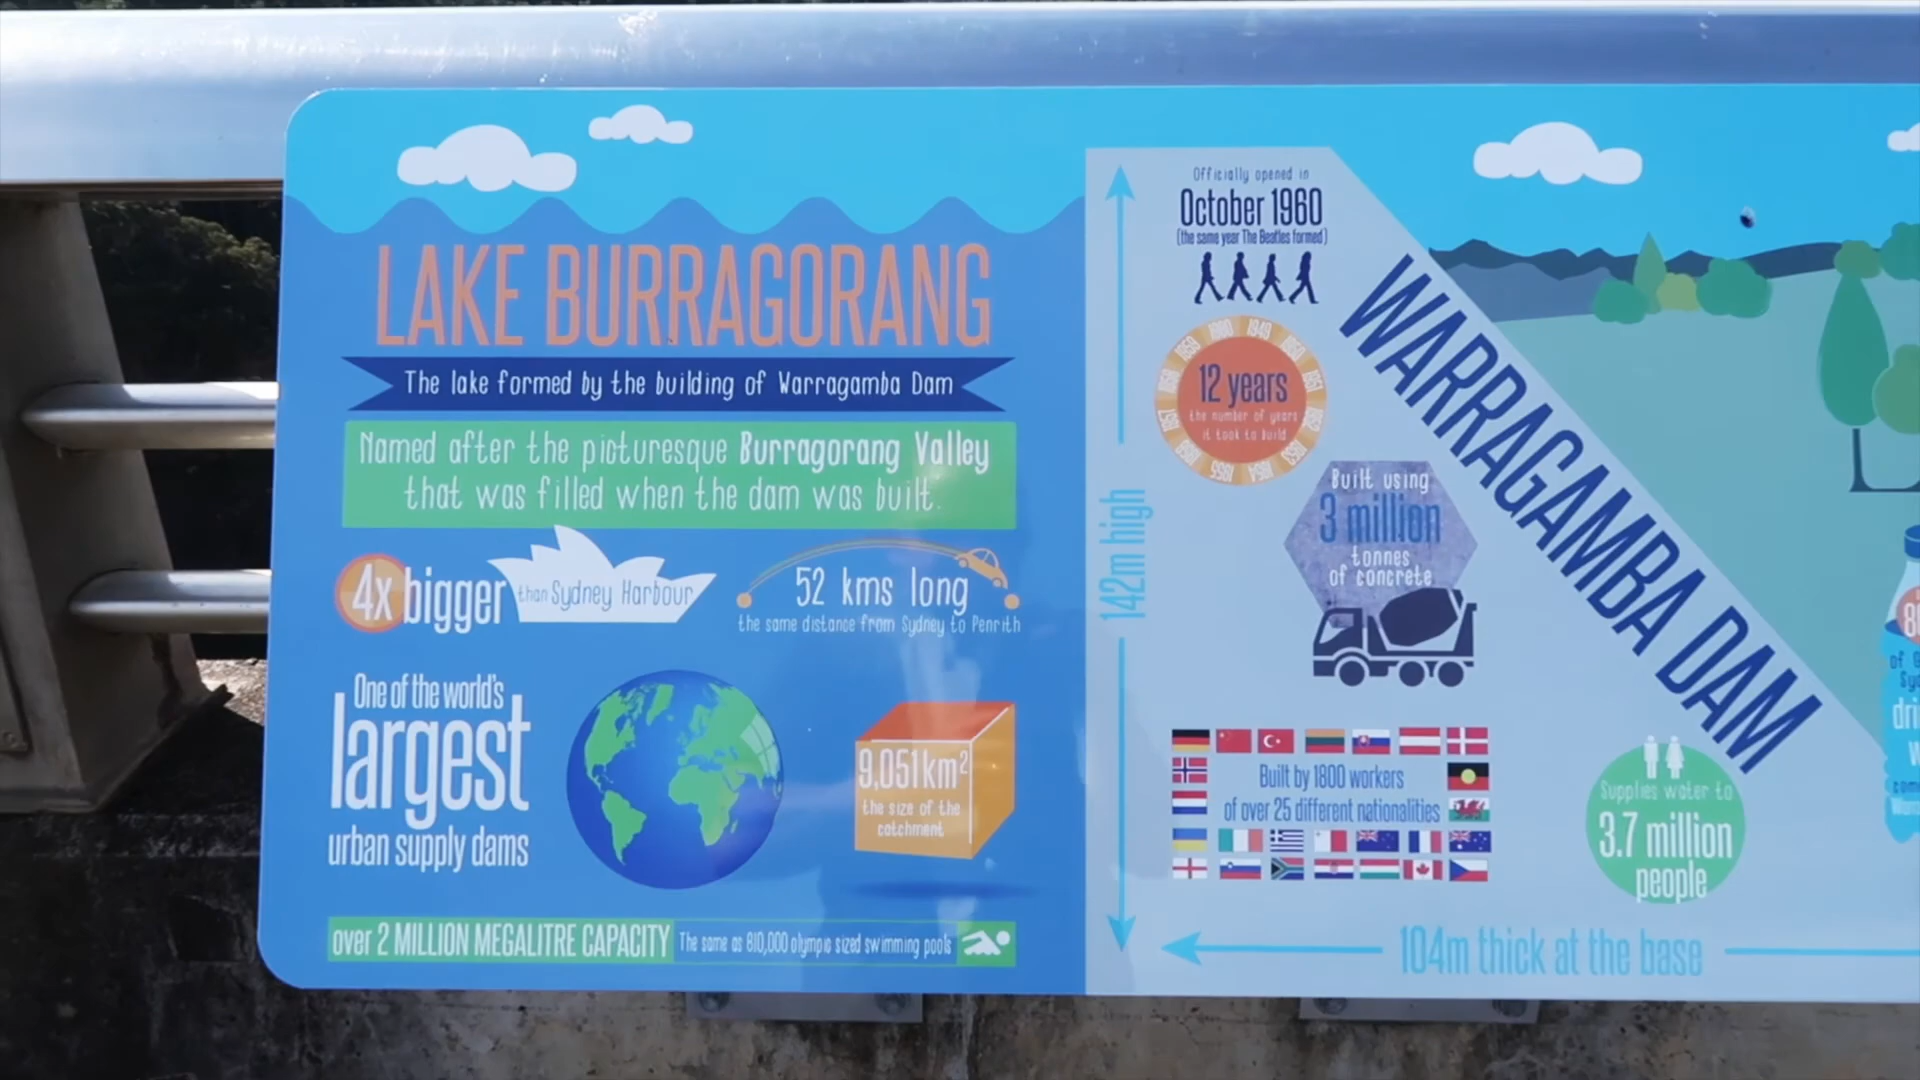 LAKE BURRAGORANG
The lake formed by the building of Warragamba Dam
Named after the picturesque Burragorang Valley
that was filled when the dam was built.
4x bigger than Sydney Harbour
52 kms long
the same distance from Sydney to Penrith
One of the world's
largest
urban supply dams
9,051km²
the size of the
catchment
over 2 MILLION MEGALITRE CAPACITY The same as 810,000 olympic sized swimming pools
142m high
Officially opened in
October 1960
(the same year The Beatles formed)
12 years
the number of years
it took to build
1960 1949
Built using
3 million
tonnes
of concrete
WARRAGAMBA DAM
Built by 1800 workers
of over 25 different nationalities
Supplies water to
3.7 million
people
104m thick at the base
of